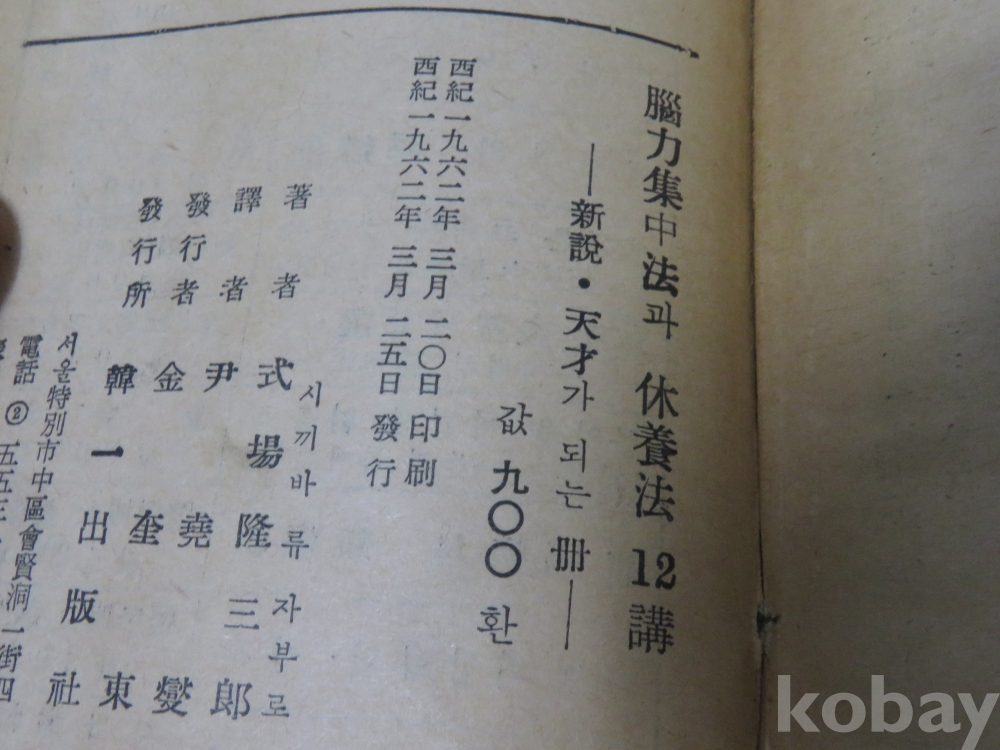 腦力集中法과 休養法 12講
―新說・天才가 되는 冊―
값 九〇〇 환
西紀 一九六二年 三月 二〇日 印刷
西紀 一九六二年 三月 二五日 發行
시끼바 류자부로
著者 式場隆三郎
譯者 尹堯燮
發行者 金奎東
發行所 韓一出版社
서울特別市中區會賢洞一街四
電話 ② 五五三
kobay